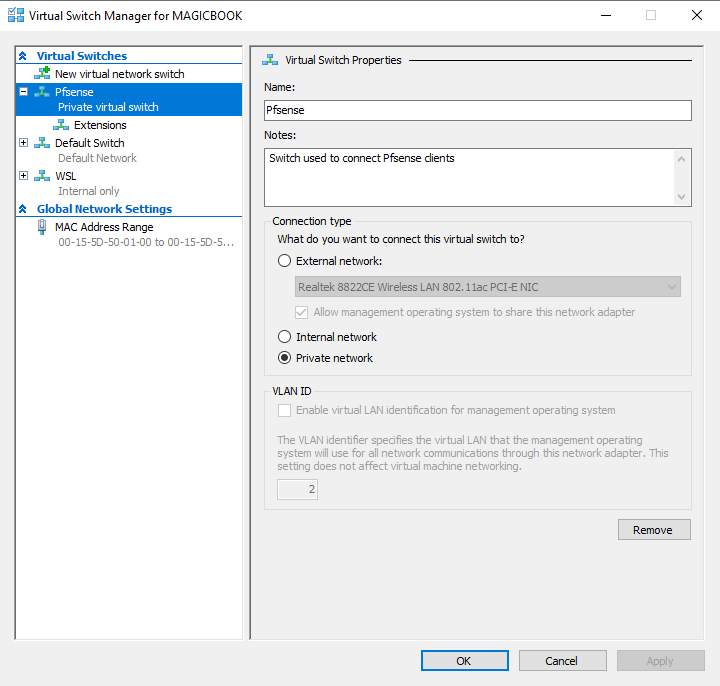 Virtual Switch Manager for MAGICBOOK
Virtual Switches
New virtual network switch
Pfsense
Private virtual switch
Extensions
Default Switch
Default Network
WSL
Internal only
Global Network Settings
MAC Address Range
00-15-5D-50-01-00 to 00-15-5D-5...
Virtual Switch Properties
Name:
Pfsense
Notes:
Switch used to connect Pfsense clients
Connection type
What do you want to connect this virtual switch to?
External network:
Realtek 8822CE Wireless LAN 802.11ac PCI-E NIC
Allow management operating system to share this network adapter
Internal network
Private network
VLAN ID
Enable virtual LAN identification for management operating system
The VLAN identifier specifies the virtual LAN that the management operating
system will use for all network communications through this network adapter. This
setting does not affect virtual machine networking.
2
Remove
OK
Cancel
Apply